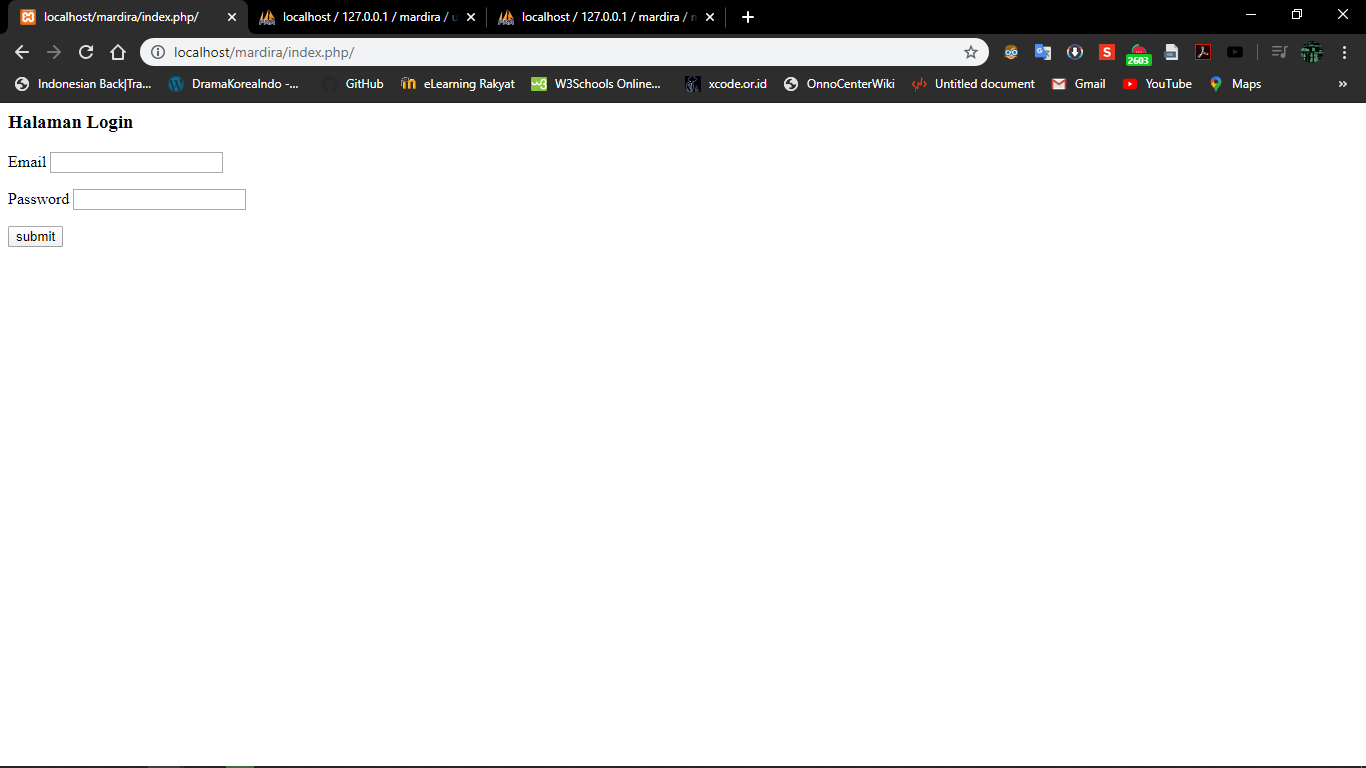 localhost/mardira/index.php/
localhost / 127.0.0.1 / mardira / u
localhost / 127.0.0.1 / mardira /
localhost/mardira/index.php/
S
2603
Indonesian Back|Tra...
DramaKoreaIndo -...
GitHub
eLearning Rakyat
W3Schools Online...
xcode.or.id
OnnoCenterWiki
Untitled document
Gmail
YouTube
Maps
»
Halaman Login
Email
Password
submit